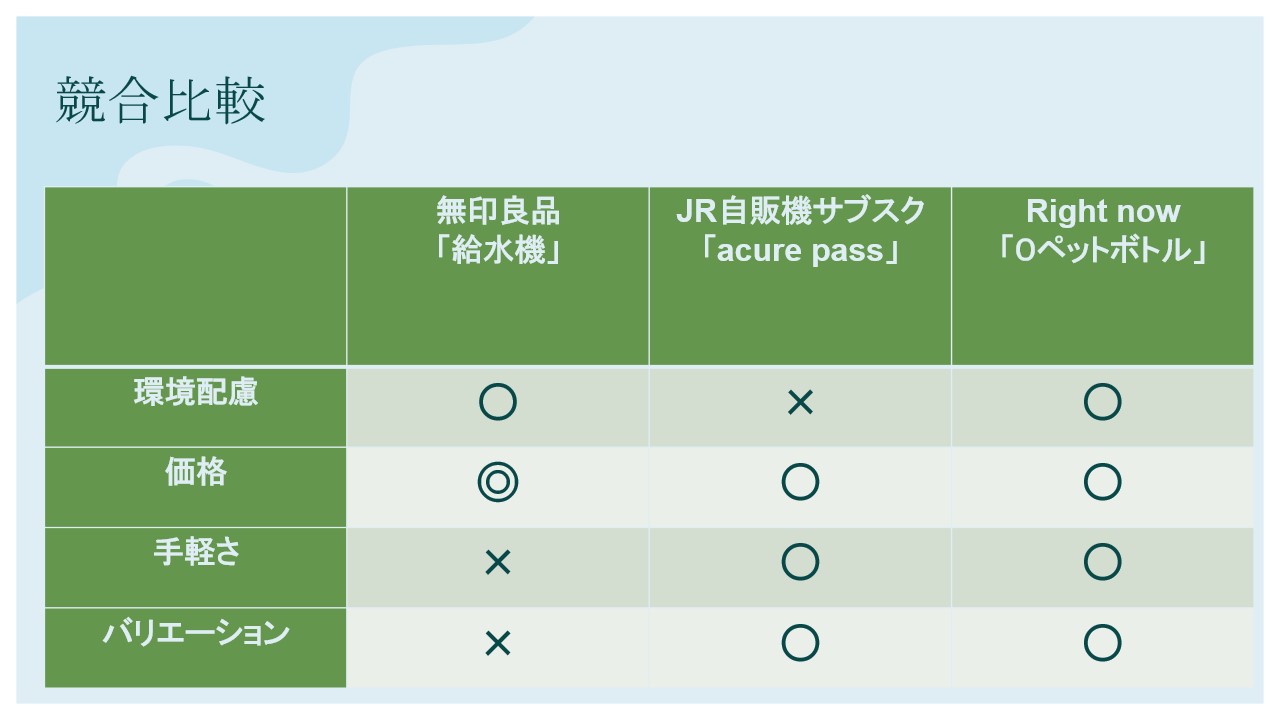 競合比較
無印良品 JR自販機サブスク Right now
「給水機」 「acure pass」 「0ペットボトル」
環境配慮 〇 × 〇
価格 ◎ 〇 〇
手軽さ × 〇 〇
バリエーション × 〇 〇